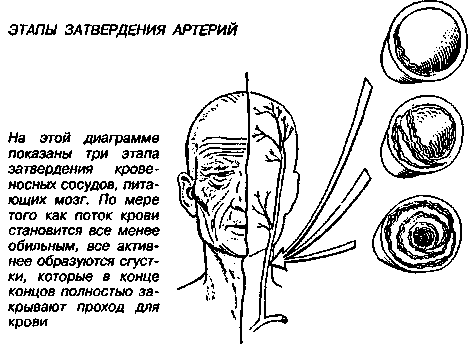 ЭТАПЫ ЗАТВЕРДЕНИЯ АРТЕРИЙ
На этой диаграмме
показаны три этапа
затвердения крове-
носных сосудов, пита-
ющих мозг. По мере
того как поток крови
становится все менее
обильным, все актив-
нее образуются сгуст-
ки, которые в конце
концов полностью за-
крывают проход для
крови